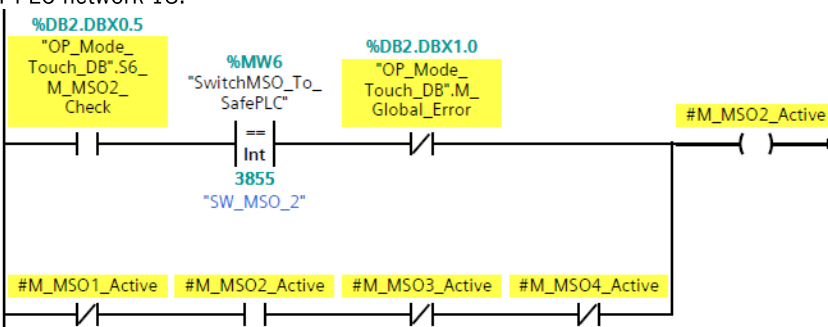 PLC network
%DB2.DBX0.5
"OP_Mode_
Touch_DB".S6_
M_MSO2_
Check
%MW6
"SwitchMSO_To_
SafePLC"
==
Int
3855
"SW_MSO_2"
%DB2.DBX1.0
"OP_Mode_
Touch_DB".M_
Global_Error
#M_MSO2_Active
#M_MSO1_Active
#M_MSO2_Active
#M_MSO3_Active
#M_MSO4_Active